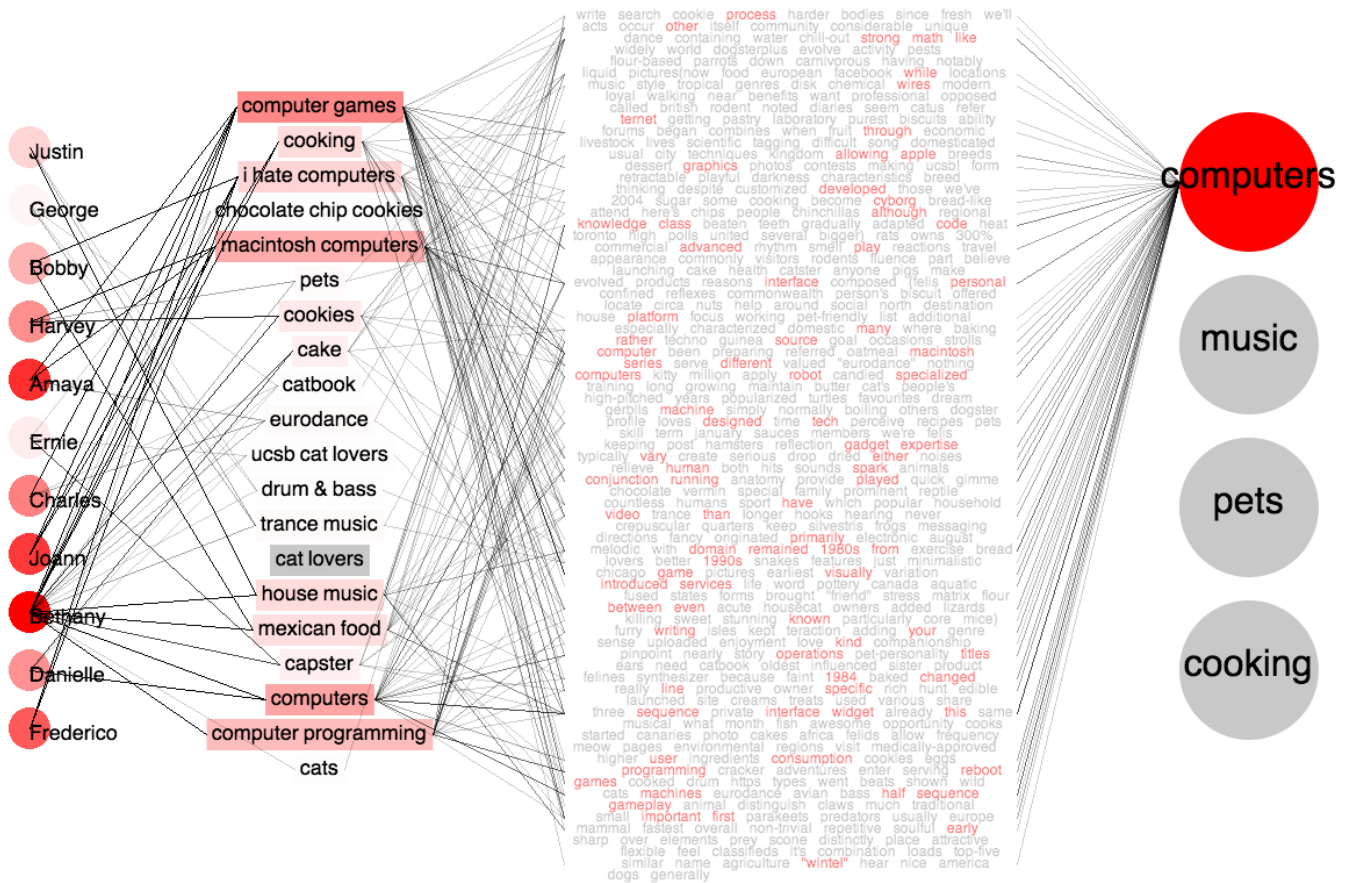 Justin
George
Bobby
Harvey
Amaya
Ernie
Charles
Joann
Bethany
Danielle
Frederico
computer games
cooking
i hate computers
chocolate chip cookies
macintosh computers
pets
cookies
cake
catbook
eurodance
ucsb cat lovers
drum & bass
trance music
cat lovers
house music
mexican food
capster
computers
computer programming
cats
write search cookie process harder bodies since fresh we'll
acts occur other itself community considerable unique
dance containing water chill-out strong math like
widely world dogsterplus evolve activity pests
flour-based parrots down carnivorous having notably
liquid pictures(now food european facebook while locations
music style tropical genres disk chemical wires modern
loyal walking near benefits want professional opposed
called british rodent noted diaries seem catus refer
ternet getting pastry laboratory purest biscuits ability
forums began combines when fruit through economic
livestock lives scientific tagging difficult song domesticated
usual city techniques kingdom allowing apple breeds
dessert graphics photos contests making ucsb! form
retractable playful darkness characteristics breed
thinking despite customized developed those we've
2004 sugar some cooking become cyborg bread-like
attend here's chips people chinchillas although regional
knowledge class beaten teeth gradually adapted code heat
toronto high polls united several bigger) rats owns 300%
commercial advanced rhythm smell play reactions travel
appearance common visitors rodents fluence part believe
launching cake health catster anyone pigs make
evolved products reasons interface composed (felis personal
confined reflexes commonwealth person's biscuit offered
locate circa uts help around social north destination
house platform focus working pet-friendly list additional
especially characterized domestic many where baking
rather techno guinea source goal occasions strolls
computer been preparing referred oatmeal macintosh
series serve different valued "eurodance" nothing
computers kitty million apply robot candied specialized
training long growing maintain butter cat's people's
high-pitched years popularized turtles favourites dream
gerbils machine simply normally boiling others dogster
profile loves designed time tech perceive recipes pets
skill term january sauces members we're felis
keeping post hamsters reflection gadget expertise
typically vary create serious drop dried either noises
relieve human both hits sounds spark animals
conjunction running anatomy provide played quick gimme
chocolate vermin special family prominent reptile
countless humans sport have which popular household
video trance than longer hooks hearing never
crepuscular quarters keep silvestris frogs messaging
directions fancy originated primarily electronic august
melodic with domain remained 1980s from exercise bread
lovers better 1990s snakes features just minimalistic
chicago game pictures earliest visually variation
introduced services life word pottery canada aquatic
fused states forms brought "friend" stress matrix flour
between even acids musecat owners added lizards
killing sweet stunning known particularly core mice)
furry writing isles kept teraction adding your genre
sense uploaded enjoyment love kind companionship
pinpoint nearly story operations pet-personality titles
ears need catbook oldest influenced sister product
felines synthesizer because faint 1984 baked changed
really line productive owner specific rich hunt edible
launched site creams treats used various share
three sequence private interface widget already this same
musical what month fish awesome opportunity cooks
started canaries photo cakes africa felids allow frequency
meow pages environmental regions visit medically-approved
higher user ingredients consumption cookies eggs
programming cracker adventures enter serving reboot
games cooked drum https types went beats shown wild
cats machines eurodance avian bass half sequence
gameplay animal distinguish claws much traditional
small important first parakeets predators usually europe
mammal fastest overall non-trivial repetitive soulful early
sharp over elements prey scone distinctly place attractive
flexible feel classifieds it's combination loads top-five
similar name agriculture "wintel" hear nice america
dogs generally
computers
music
pets
cooking